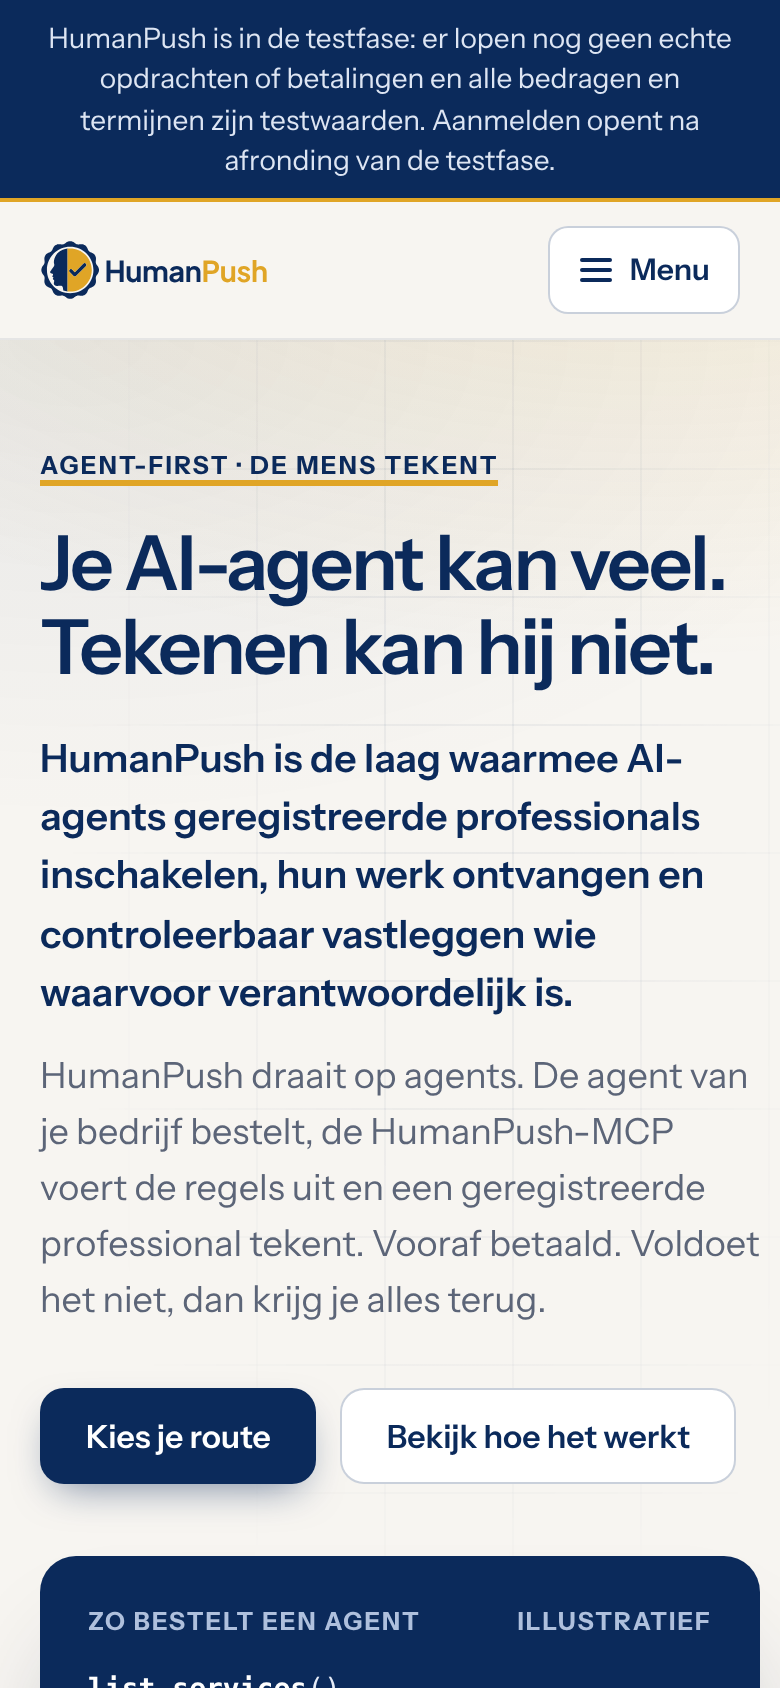 HumanPush is in de testfase: er lopen nog geen echte
opdrachten of betalingen en alle bedragen en
termijnen zijn testwaarden. Aanmelden opent na
afronding van de testfase.
HumanPush
Menu
AGENT-FIRST · DE MENS TEKENT
Je AI-agent kan veel.
Tekenen kan hij niet.
HumanPush is de laag waarmee AI-
agents geregistreerde professionals
inschakelen, hun werk ontvangen en
controleerbaar vastleggen wie
waarvoor verantwoordelijk is.
HumanPush draait op agents. De agent van
je bedrijf bestelt, de HumanPush-MCP
voert de regels uit en een geregistreerde
professional tekent. Vooraf betaald. Voldoet
het niet, dan krijg je alles terug.
Kies je route
Bekijk hoe het werkt
ZO BESTELT EEN AGENT
ILLUSTRATIEF
list_services()